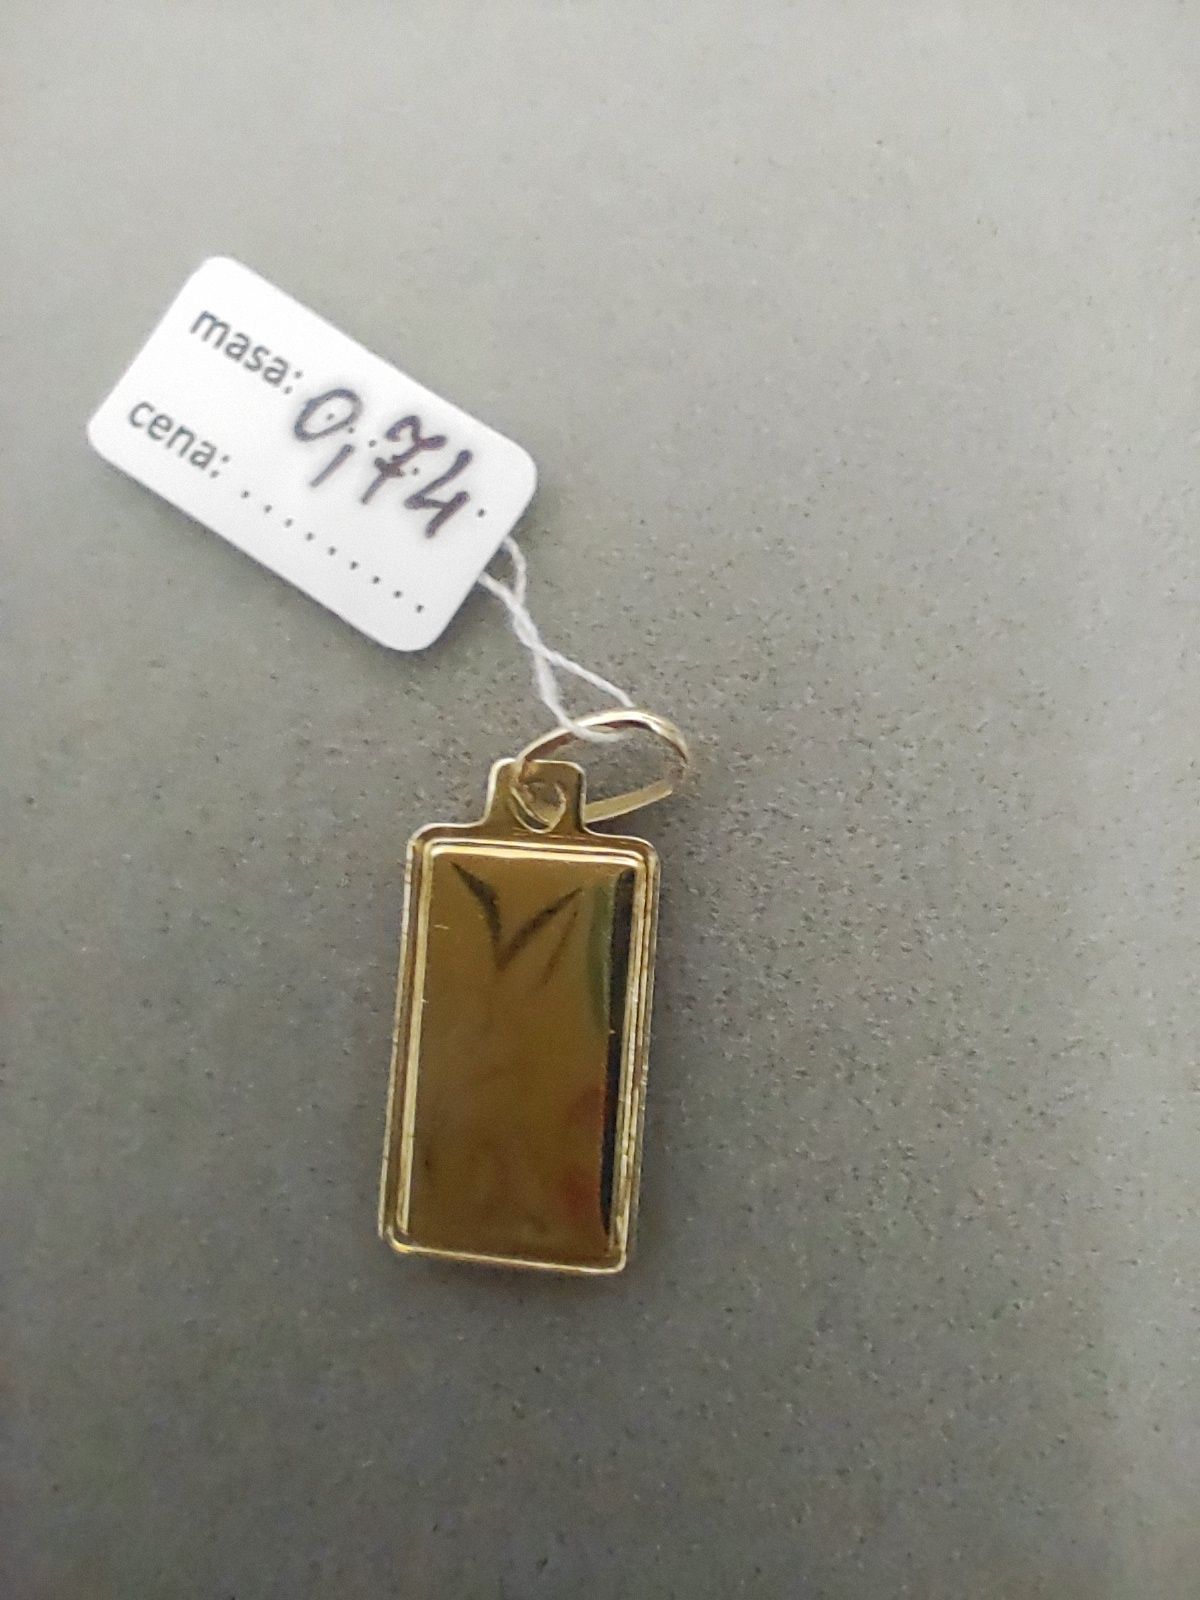 masa: 0,74
cena: ..........